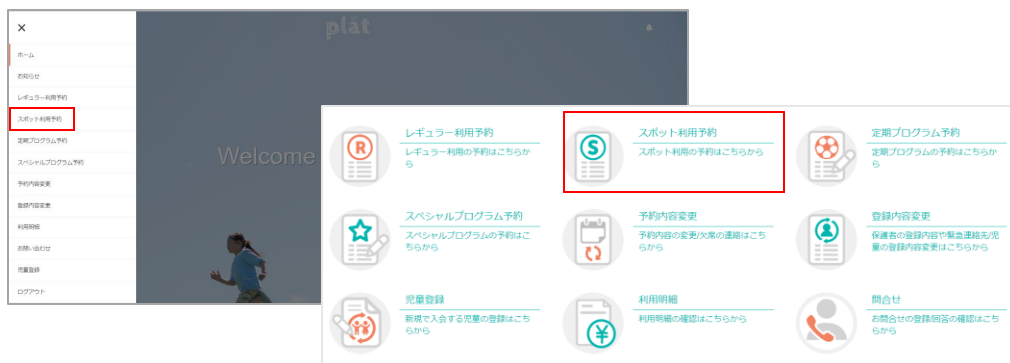 ×
plät
ホーム
お知らせ
レギュラー利用予約
スポット利用予約
定期プログラム予約
スペシャルプログラム予約
予約内容変更
登録内容変更
利用明細
お問い合わせ
児童登録
ログアウト
Welcome
R
レギュラー利用予約
レギュラー利用の予約はこちらか
ら
S
スポット利用予約
スポット利用の予約はこちらから
定期プログラム予約
定期プログラムの予約はこちらか
ら
スペシャルプログラム予約
スペシャルプログラムの予約はこ
ちらから
予約内容変更
予約内容の変更/欠席の連絡はこち
らから
登録内容変更
保護者の登録内容や緊急連絡先/児
童の登録内容変更はこちらから
児童登録
新規で入会する児童の登録はこち
らから
¥
利用明細
利用明細の確認はこちらから
問合せ
お問合せの登録/回答の確認はこち
らから